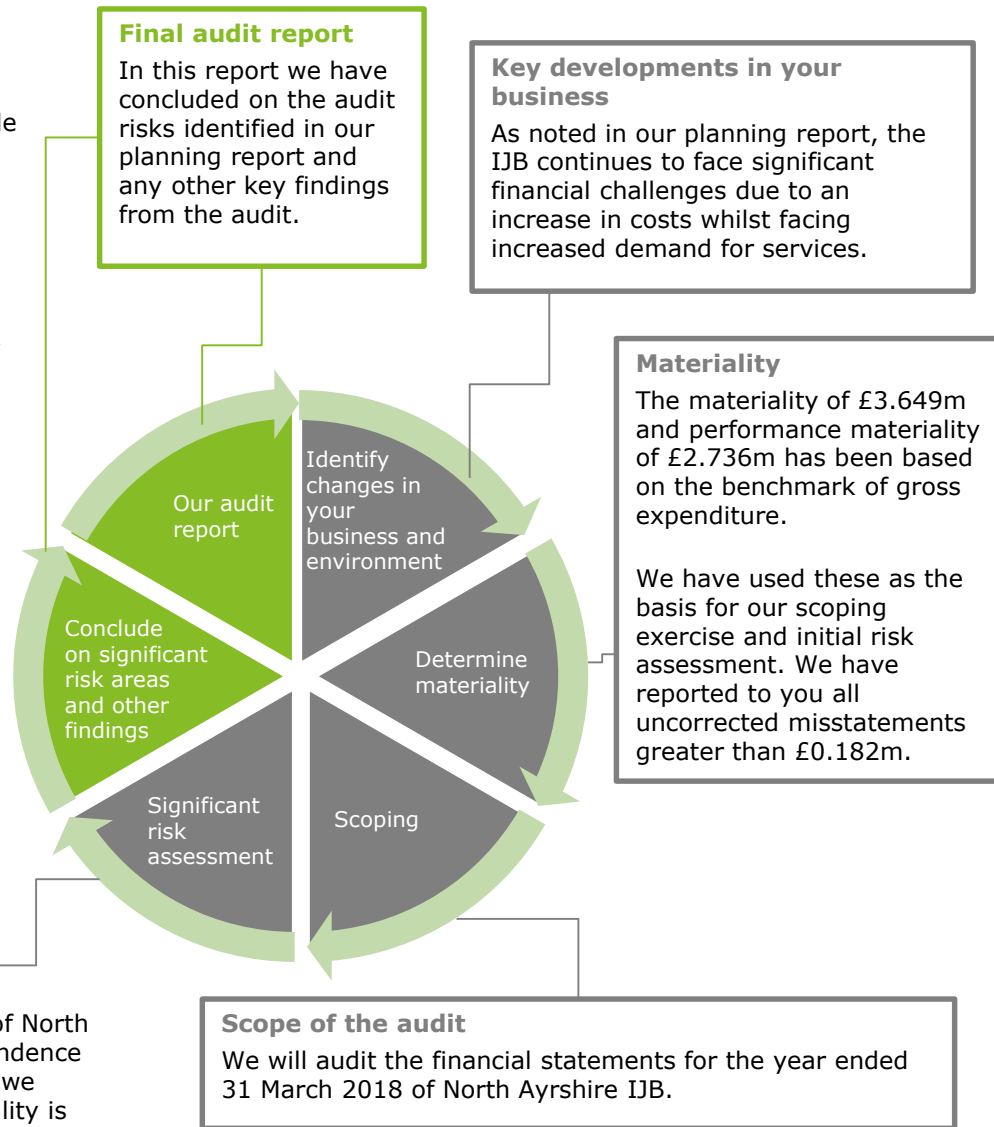 Final audit report
In this report we have
concluded on the audit
risks identified in our
planning report and
any other key findings
from the audit.
Key developments in your
business
As noted in our planning report, the
IJB continues to face significant
financial challenges due to an
increase in costs whilst facing
increased demand for services.
Materiality
The materiality of £3.649m
and performance materiality
of £2.736m has been based
on the benchmark of gross
expenditure.
We have used these as the
basis for our scoping
exercise and initial risk
assessment. We have
reported to you all
uncorrected misstatements
greater than £0.182m.
Our audit
report
Identify
changes in
your
business and
environment
Conclude
on significant
risk areas
and other
findings
Determine
materiality
Significant
risk
assessment
Scoping
of North
we
Scope of the audit
We will audit the financial statements for the year ended
31 March 2018 of North Ayrshire IJB.